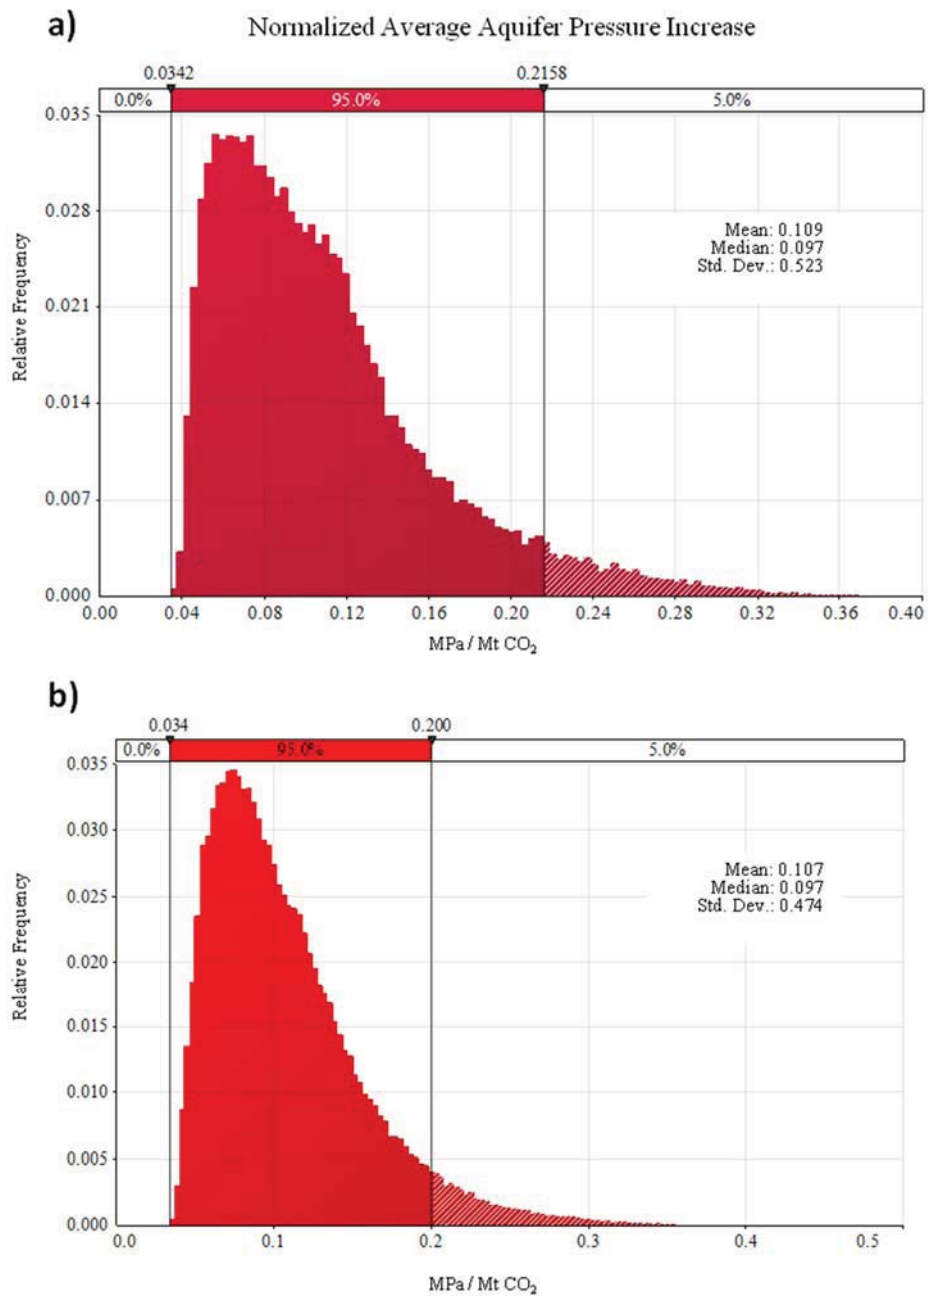 a)
Normalized Average Aquifer Pressure Increase
0.0342 0.2158
0.0% 95.0% 5.0%
0.035
0.028
0.021
0.014
0.007
0.000
Relative Frequency
Mean: 0.109
Median: 0.097
Std. Dev.: 0.523
0.00 0.04 0.08 0.12 0.16 0.20 0.24 0.28 0.32 0.36 0.40
MPa / Mt CO₂
b)
0.034 0.200
0.0% 95.0% 5.0%
0.035
0.030
0.025
0.020
0.015
0.010
0.005
0.000
Relative Frequency
Mean: 0.107
Median: 0.097
Std. Dev.: 0.474
0.0 0.1 0.2 0.3 0.4 0.5
MPa / Mt CO₂